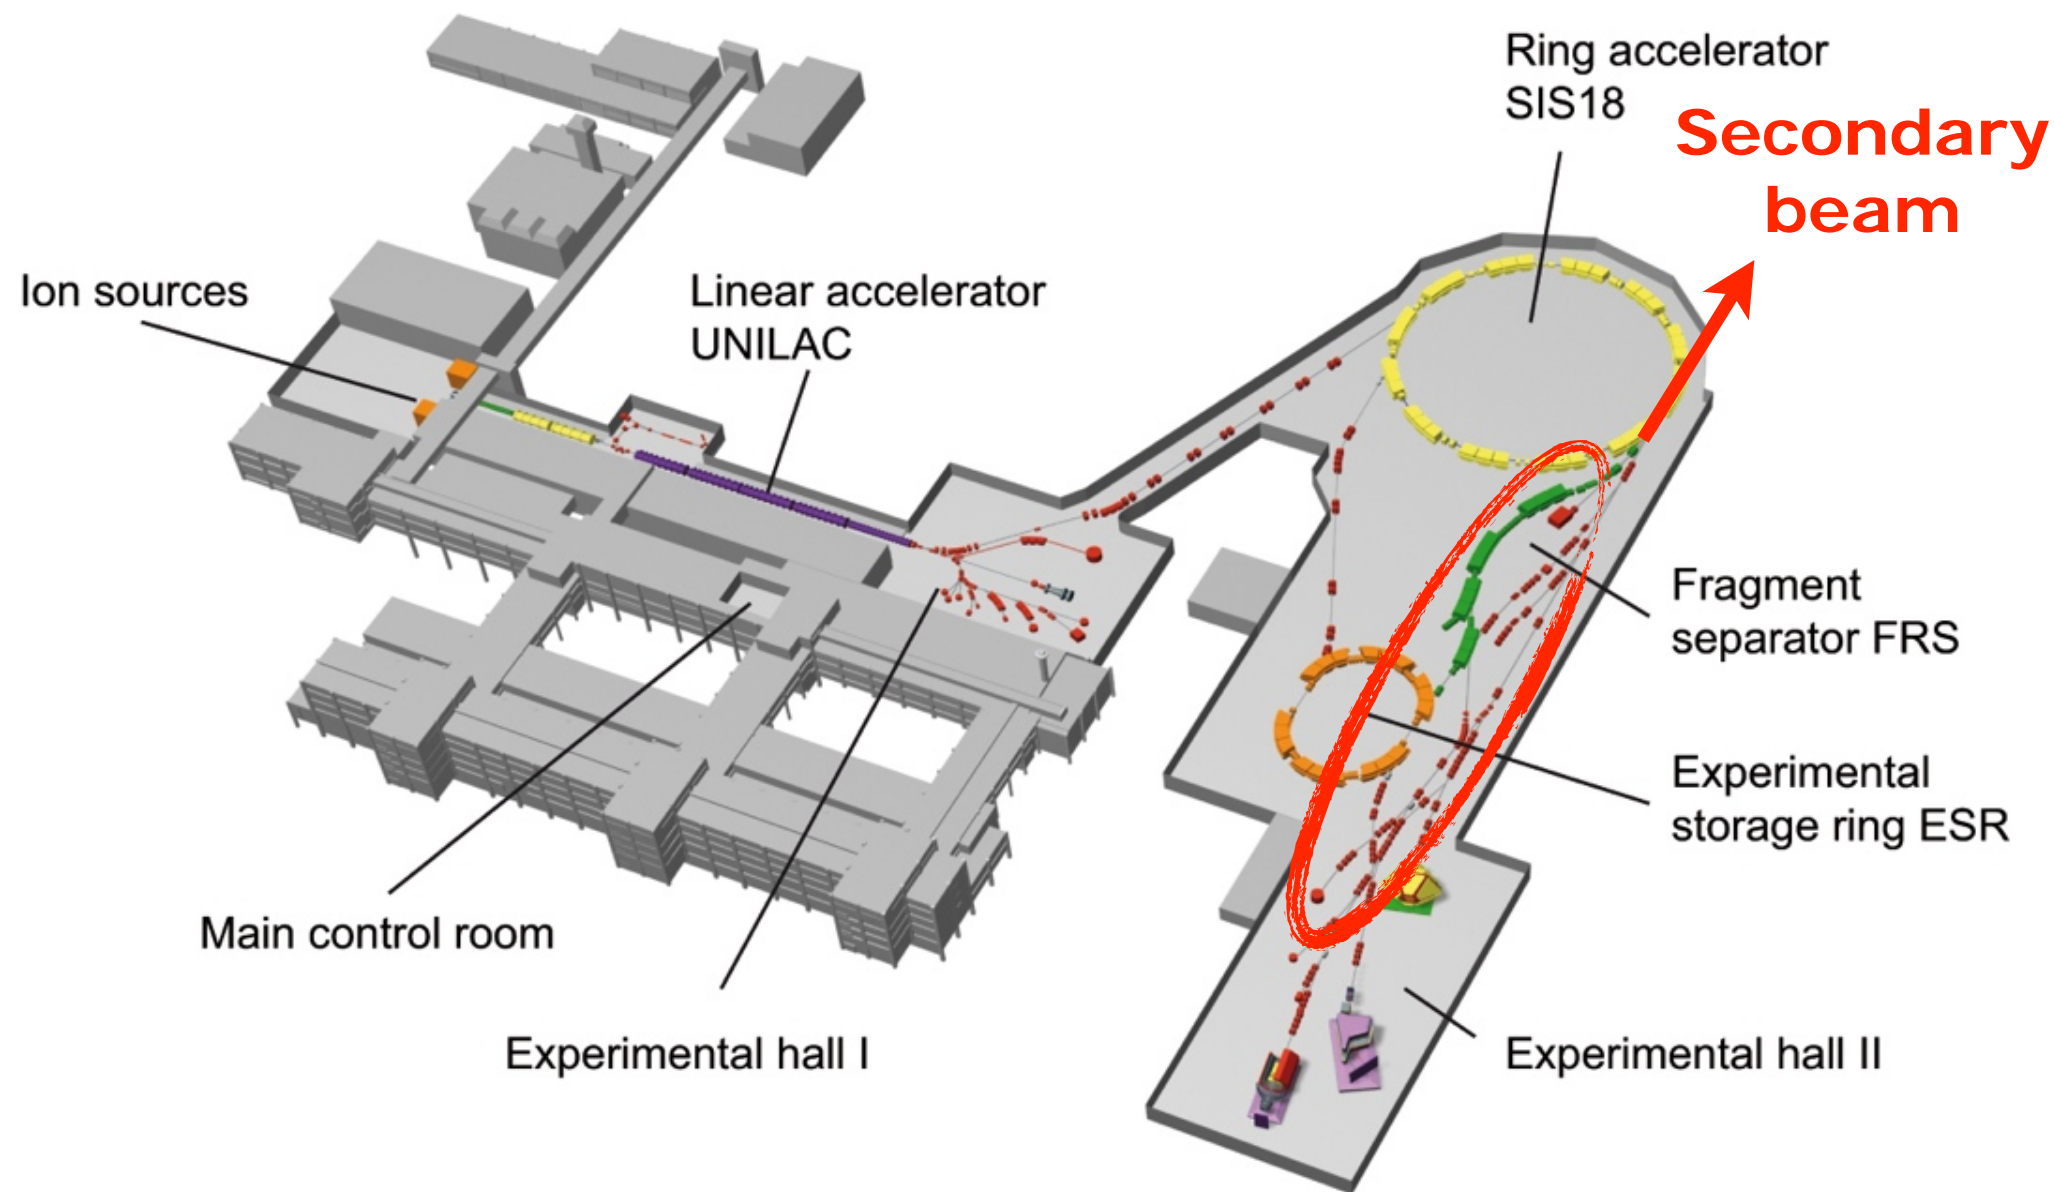 Ring accelerator
SIS18
Secondary
beam
Ion sources
Linear accelerator
UNILAC
Fragment
separator FRS
Experimental
storage ring ESR
Main control room
Experimental hall I
Experimental hall II